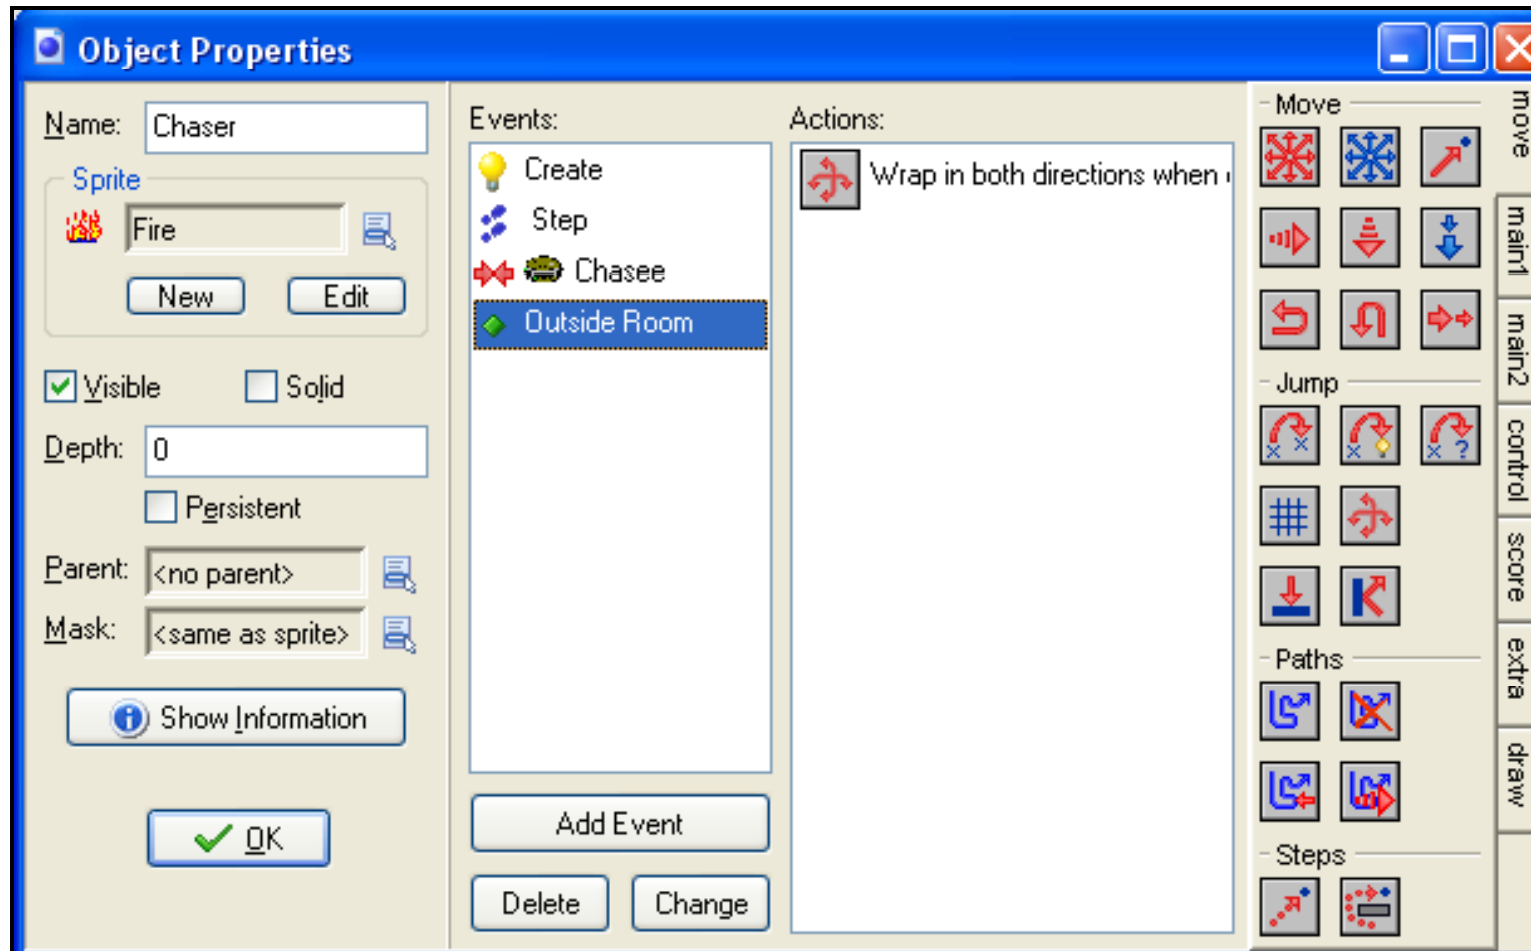 Object Properties
Name: Chaser
Sprite
Fire
New Edit
Visible Solid
Depth: 0
Persistent
Parent: <no parent>
Mask: <same as sprite>
Show Information
OK
Events:
Create
Step
Chasee
Outside Room
Add Event
Delete Change
Actions:
Wrap in both directions when
Move
Jump
Paths
Steps
move
main1
main2
control
score
extra
draw